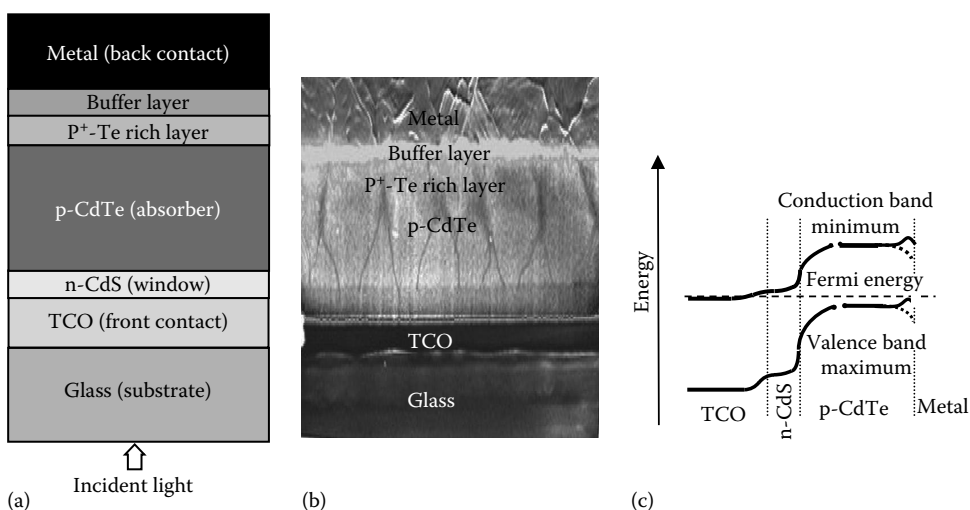 Metal (back contact)
Buffer layer
P⁺-Te rich layer
p-CdTe (absorber)
n-CdS (window)
TCO (front contact)
Glass (substrate)
Incident light
(a)
Metal
Buffer layer
P⁺-Te rich layer
p-CdTe
TCO
Glass
(b)
Energy
Conduction band
minimum
Fermi energy
Valence band
maximum
TCO
n-CdS
p-CdTe
Metal
(c)